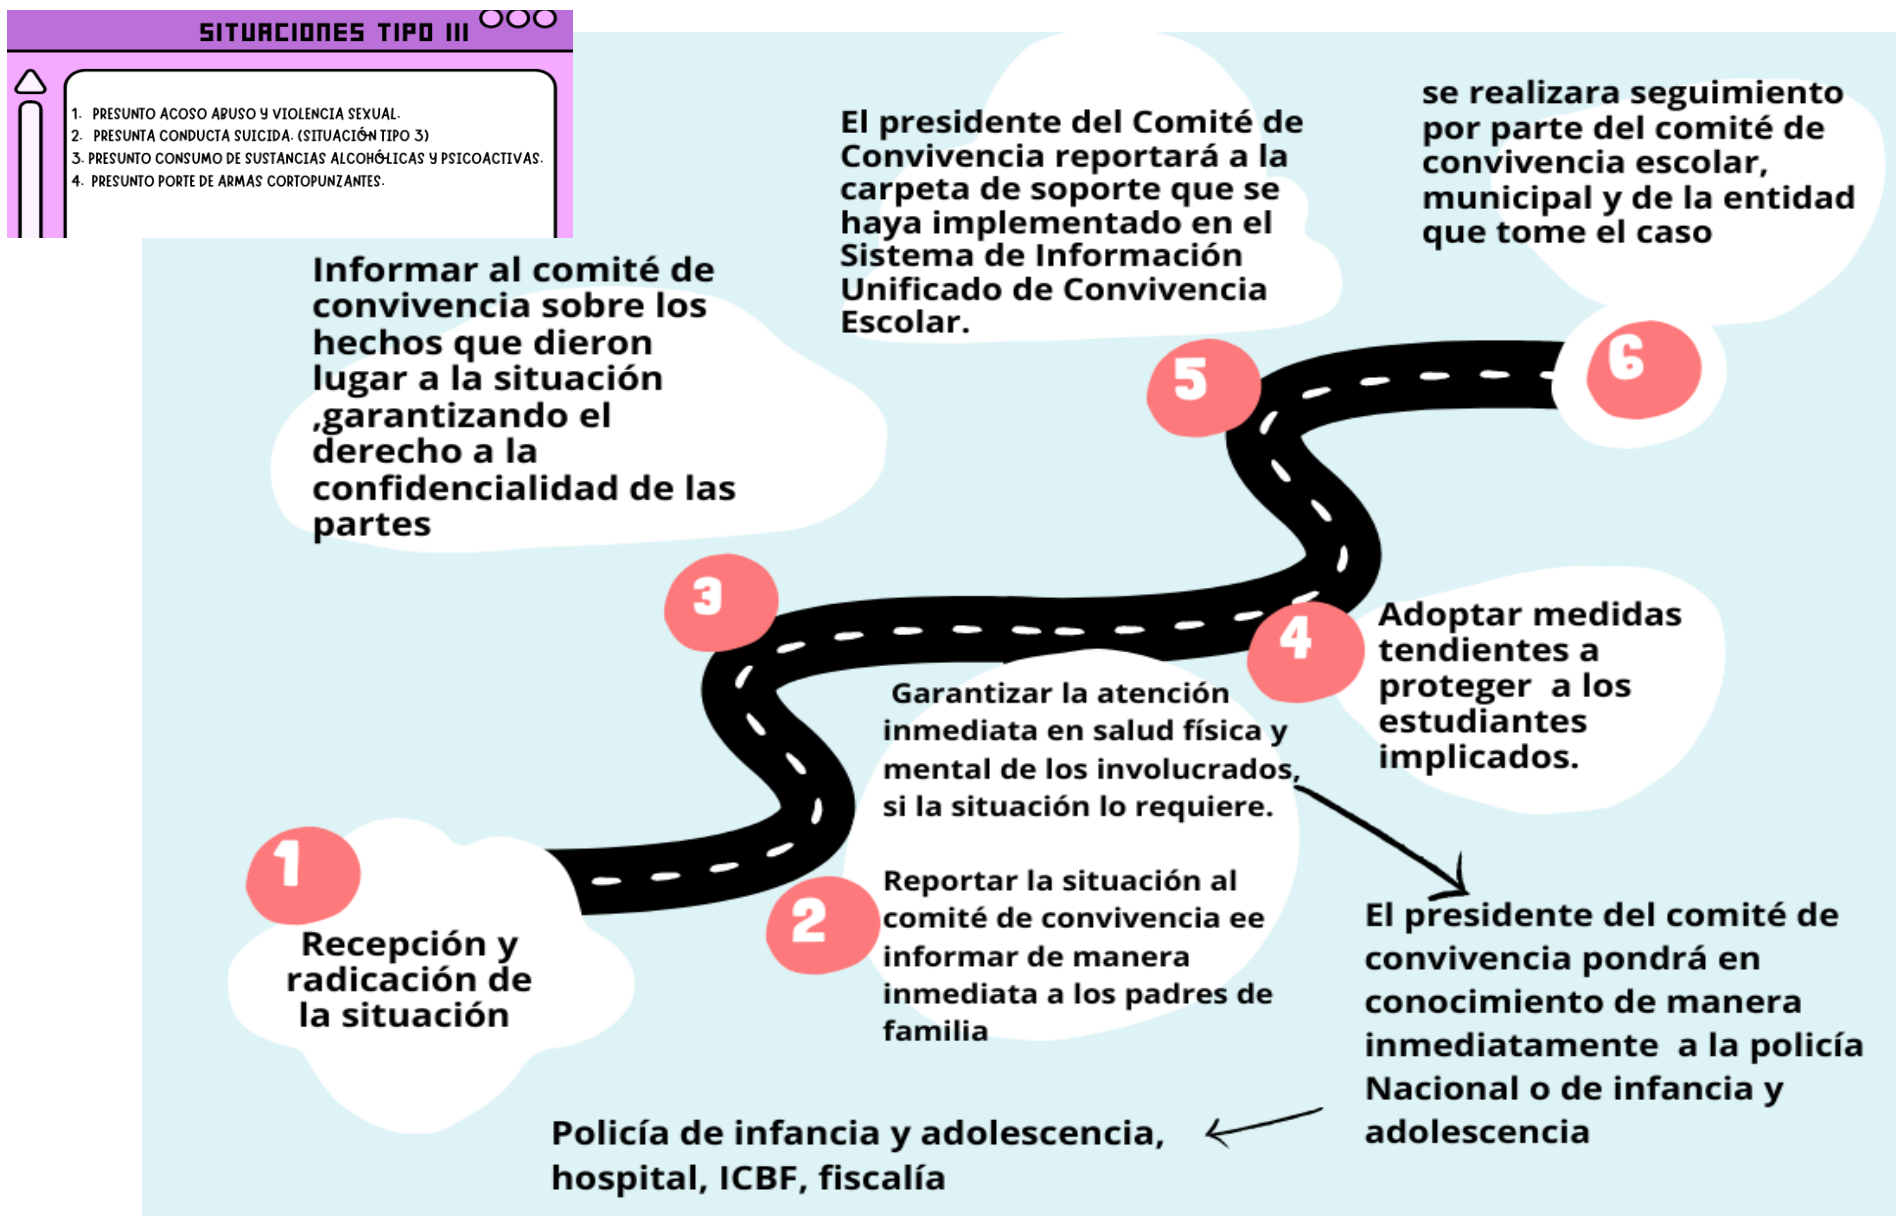 SITUACIONES TIPO III
1. PRESUNTO ACOSO ABUSO Y VIOLENCIA SEXUAL.
2. PRESUNTA CONDUCTA SUICIDA. (SITUACIÓN TIPO 3)
3. PRESUNTO CONSUMO DE SUSTANCIAS ALCOHÓLICAS Y PSICOACTIVAS.
4. PRESUNTO PORTE DE ARMAS CORTOPUNZANTES.
1
Recepción y
radicación de
la situación
2
Garantizar la atención
inmediata en salud física y
mental de los involucrados,
si la situación lo requiere.
Reportar la situación al
comité de convivencia ee
informar de manera
inmediata a los padres de
familia
El presidente del comité de
convivencia pondrá en
conocimiento de manera
inmediatamente a la policía
Nacional o de infancia y
adolescencia
Policía de infancia y adolescencia,
hospital, ICBF, fiscalía
3
Informar al comité de
convivencia sobre los
hechos que dieron
lugar a la situación
,garantizando el
derecho a la
confidencialidad de las
partes
4
Adoptar medidas
tendientes a
proteger a los
estudiantes
implicados.
5
El presidente del Comité de
Convivencia reportará a la
carpeta de soporte que se
haya implementado en el
Sistema de Información
Unificado de Convivencia
Escolar.
6
se realizara seguimiento
por parte del comité de
convivencia escolar,
municipal y de la entidad
que tome el caso